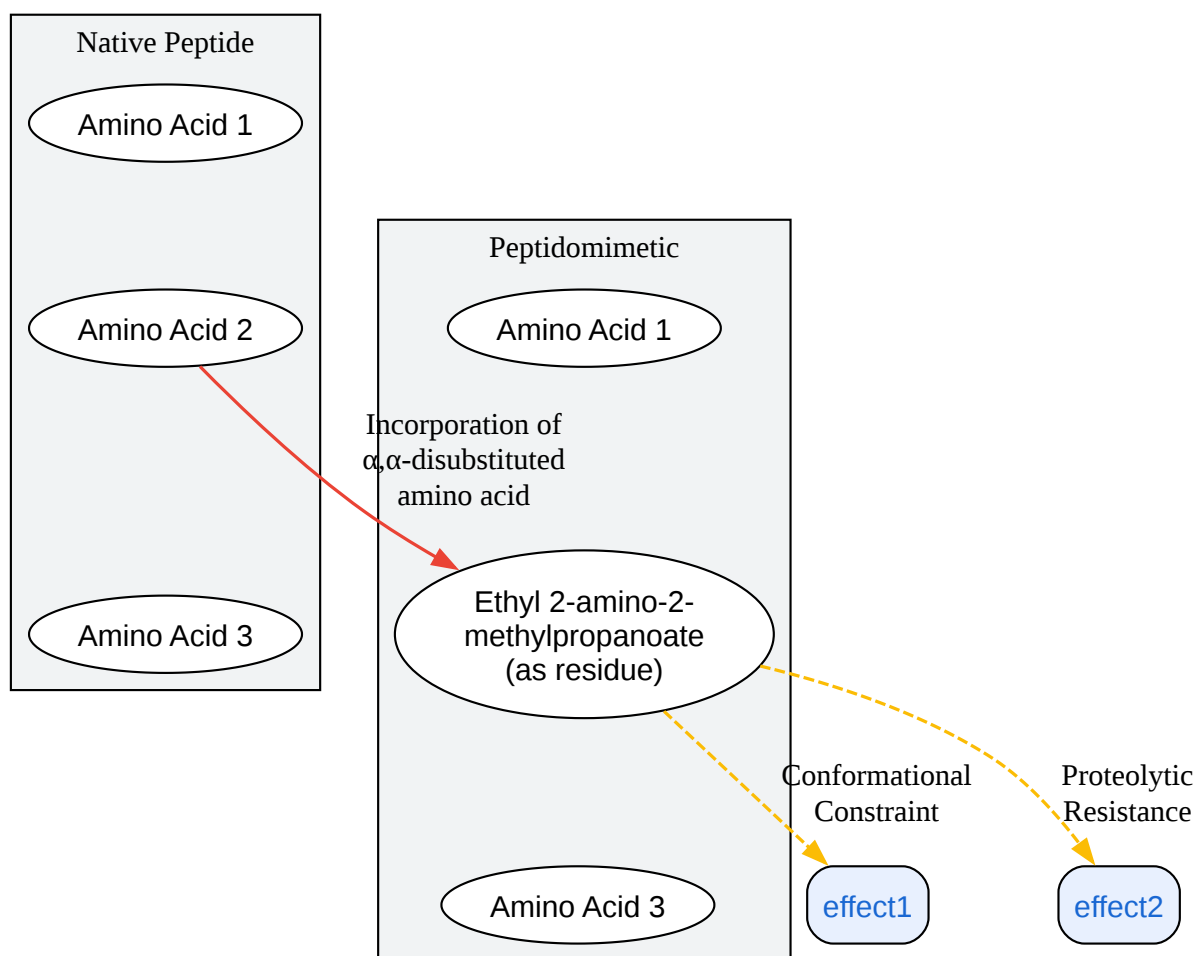 Native Peptide
Amino Acid 1
Amino Acid 2
Amino Acid 3
Peptidomimetic
Amino Acid 1
Incorporation of
α,α-disubstituted
amino acid
Ethyl 2-amino-2-
methylpropanoate
(as residue)
Amino Acid 3
Conformational
Constraint
Proteolytic
Resistance
effect1
effect2